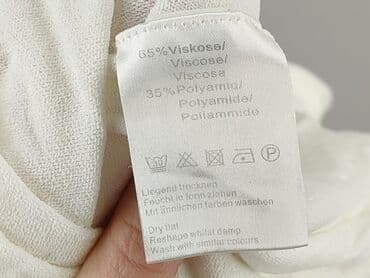 65%Viskose/
Viscose/
Viscosa
35%Polyamid/
Polyamide/
Poliammide
30
P
Liegend trocknen
Feucht in form ziehen
Mit ähnlichen farben waschen
Dry flat
Reshape whilst damp
Wash with similar colours